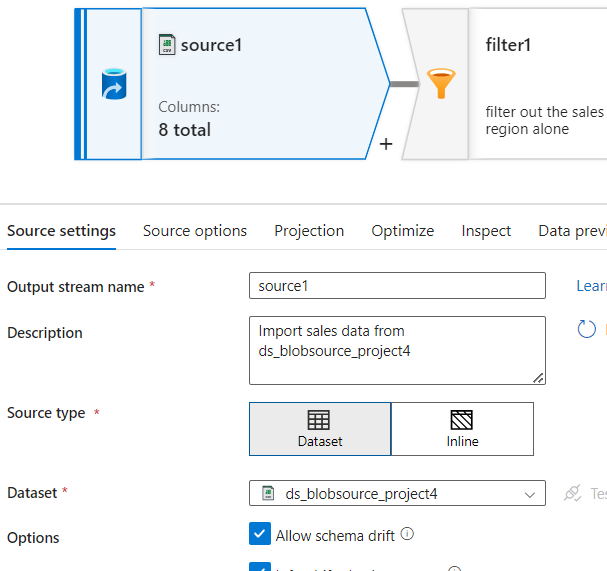 source1
filter1
CSV
Columns:
8 total
filter out the sales
region alone
Source settings Source options Projection Optimize Inspect Data previ
Output stream name * source1 Lear
Description Import sales data from
ds_blobsource_project4
Source type *
Dataset Inline
Dataset * ds_blobsource_project4 Tes
Options Allow schema drift